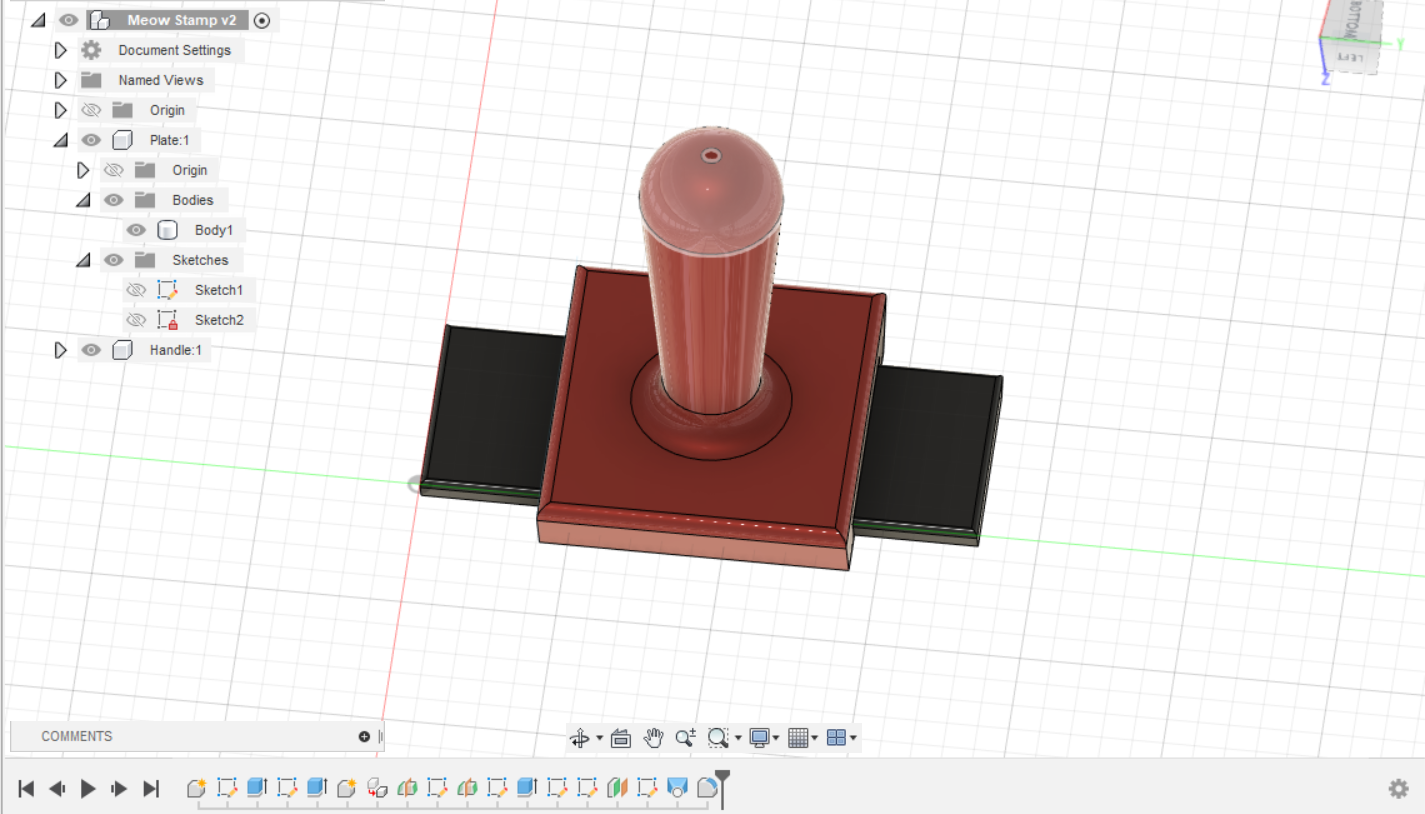 Meow Stamp v2
Document Settings
Named Views
Origin
Plate:1
Origin
Bodies
Body1
Sketches
Sketch1
Sketch2
Handle:1
BOTTOM
LEFT
Y
Z
COMMENTS